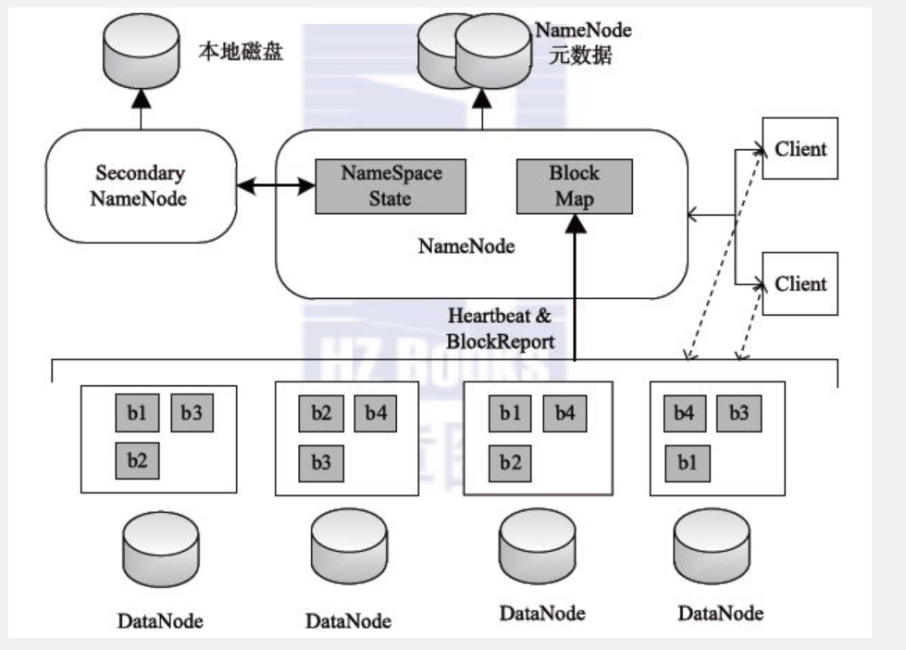 本地磁盘
NameNode
元数据
Secondary
NameNode
NameSpace
State
Block
Map
NameNode
Client
Client
Heartbeat &
BlockReport
HZ BOOKS
b1 b3
b2
b2 b4
b3
b1 b4
b2
b4 b3
b1
DataNode
DataNode
DataNode
DataNode